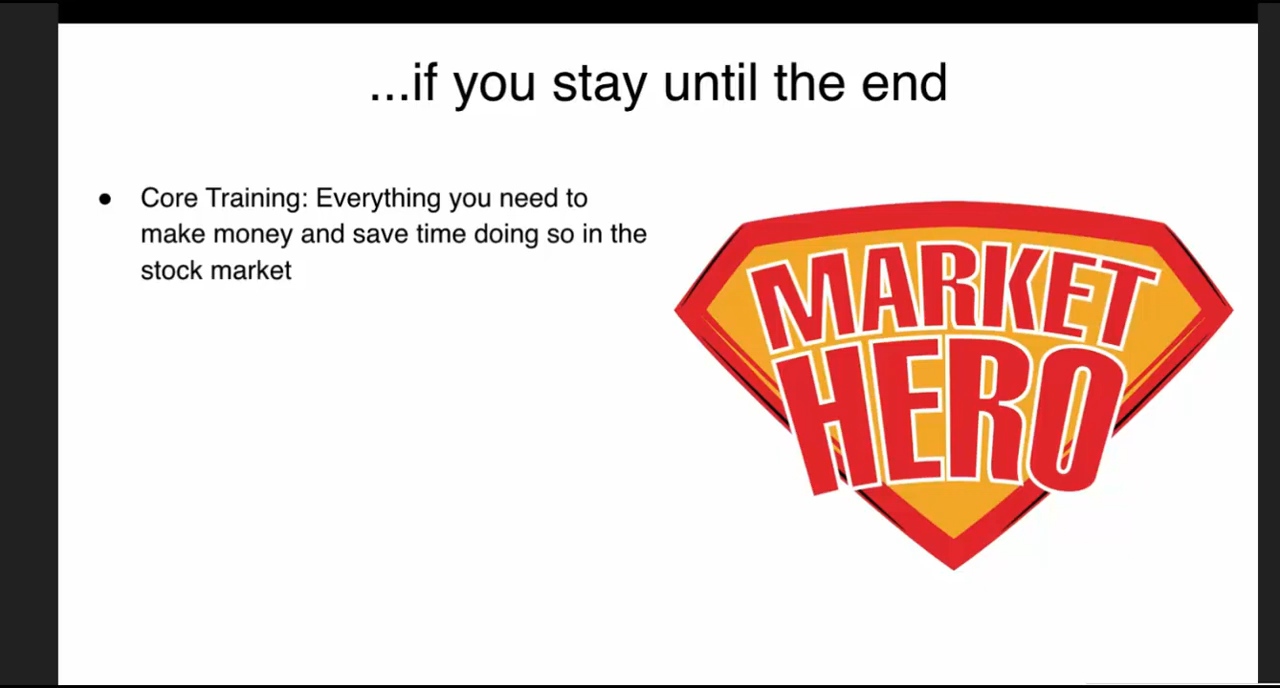 ...if you stay until the end
● Core Training: Everything you need to
make money and save time doing so in the
stock market
MARKET
HERO